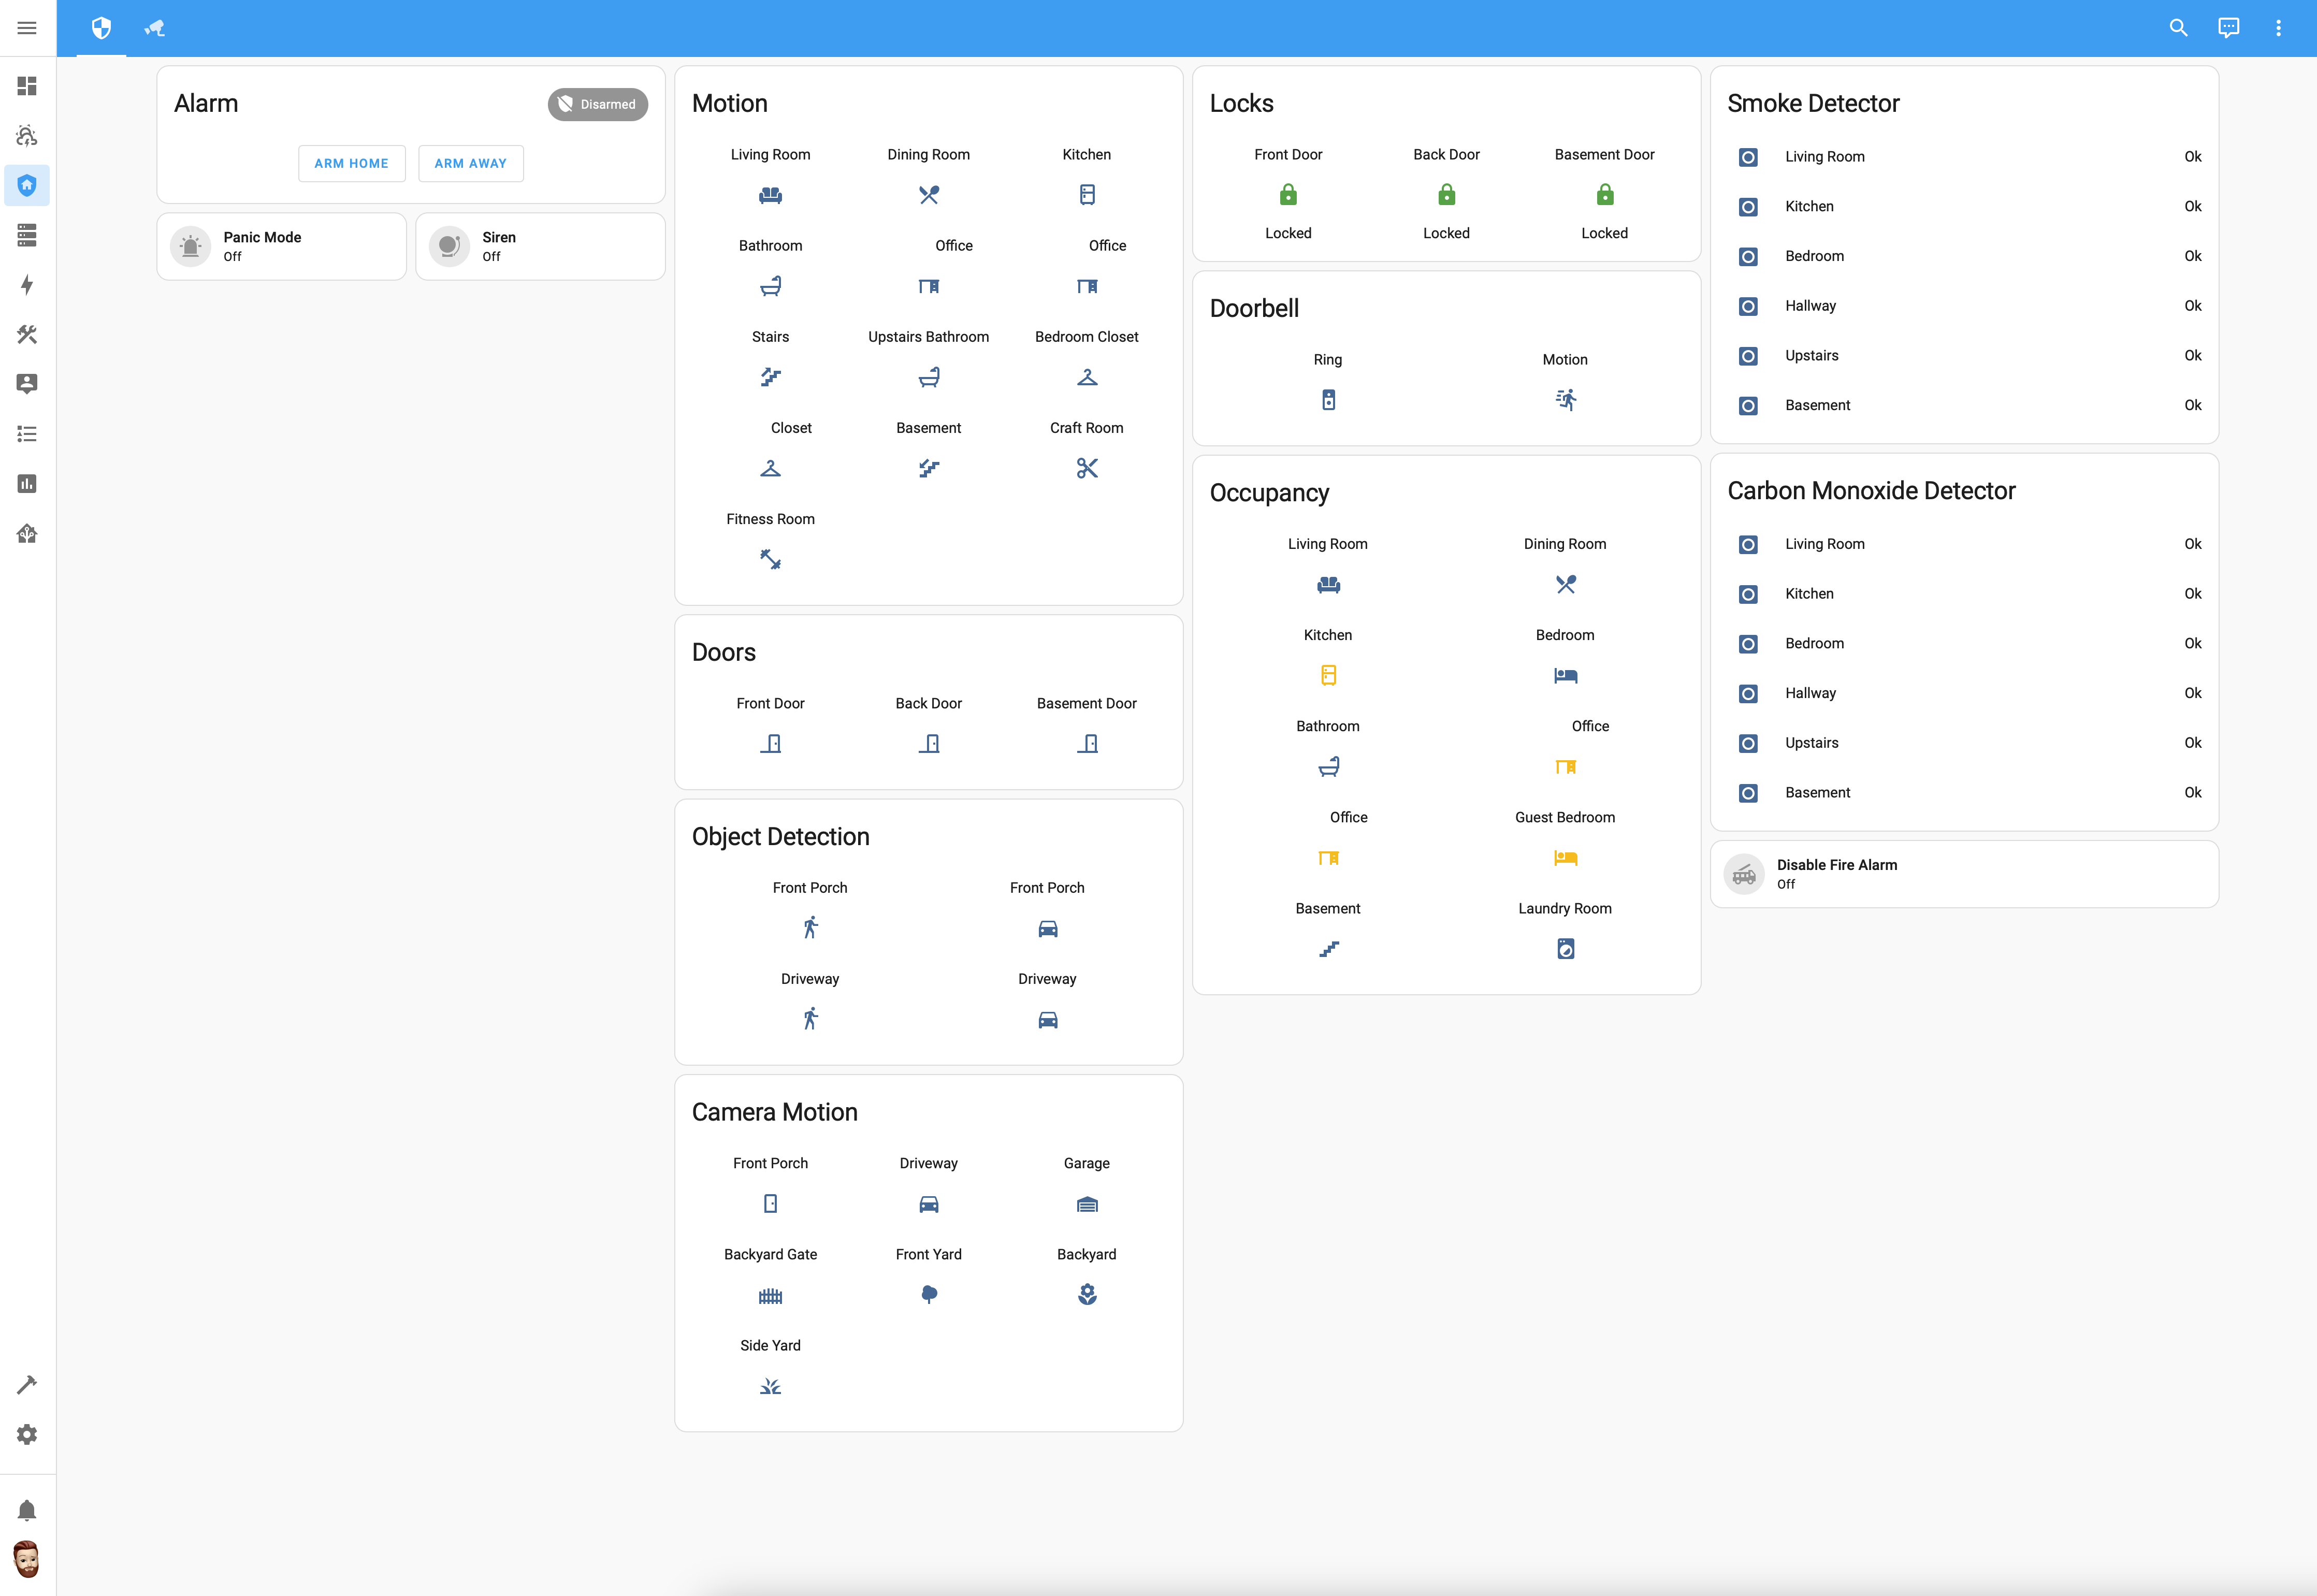 Alarm
Disarmed
ARM HOME ARM AWAY
Panic Mode
Off
Siren
Off
Motion
Living Room Dining Room Kitchen
Bathroom Office Office
Stairs Upstairs Bathroom Bedroom Closet
Closet Basement Craft Room
Fitness Room
Doors
Front Door Back Door Basement Door
Object Detection
Front Porch Front Porch
Driveway Driveway
Camera Motion
Front Porch Driveway Garage
Backyard Gate Front Yard Backyard
Side Yard
Locks
Front Door Back Door Basement Door
Locked Locked Locked
Doorbell
Ring Motion
Occupancy
Living Room Dining Room
Kitchen Bedroom
Bathroom Office
Office Guest Bedroom
Basement Laundry Room
Smoke Detector
Living Room Ok
Kitchen Ok
Bedroom Ok
Hallway Ok
Upstairs Ok
Basement Ok
Carbon Monoxide Detector
Living Room Ok
Kitchen Ok
Bedroom Ok
Hallway Ok
Upstairs Ok
Basement Ok
Disable Fire Alarm
Off